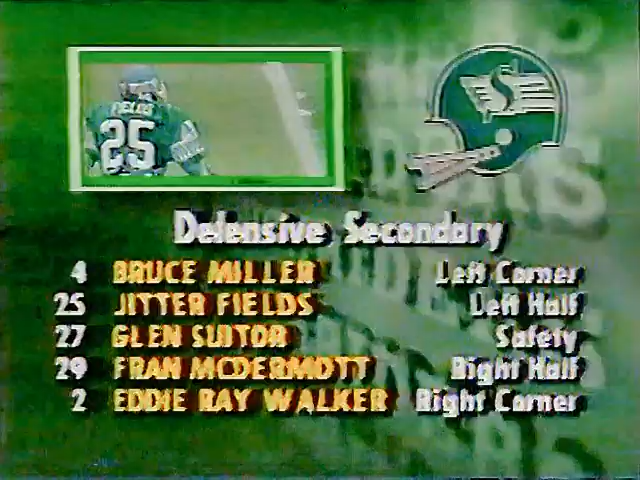 FIELDS
25
Defensive Secondary
4 BRUCE MILLER Left Corner
25 JITTER FIELDS Left Half
27 GLEN SUITOR Safety
29 FRAN MCDERMOTT Right Half
2 EDDIE RAY WALKER Right Corner